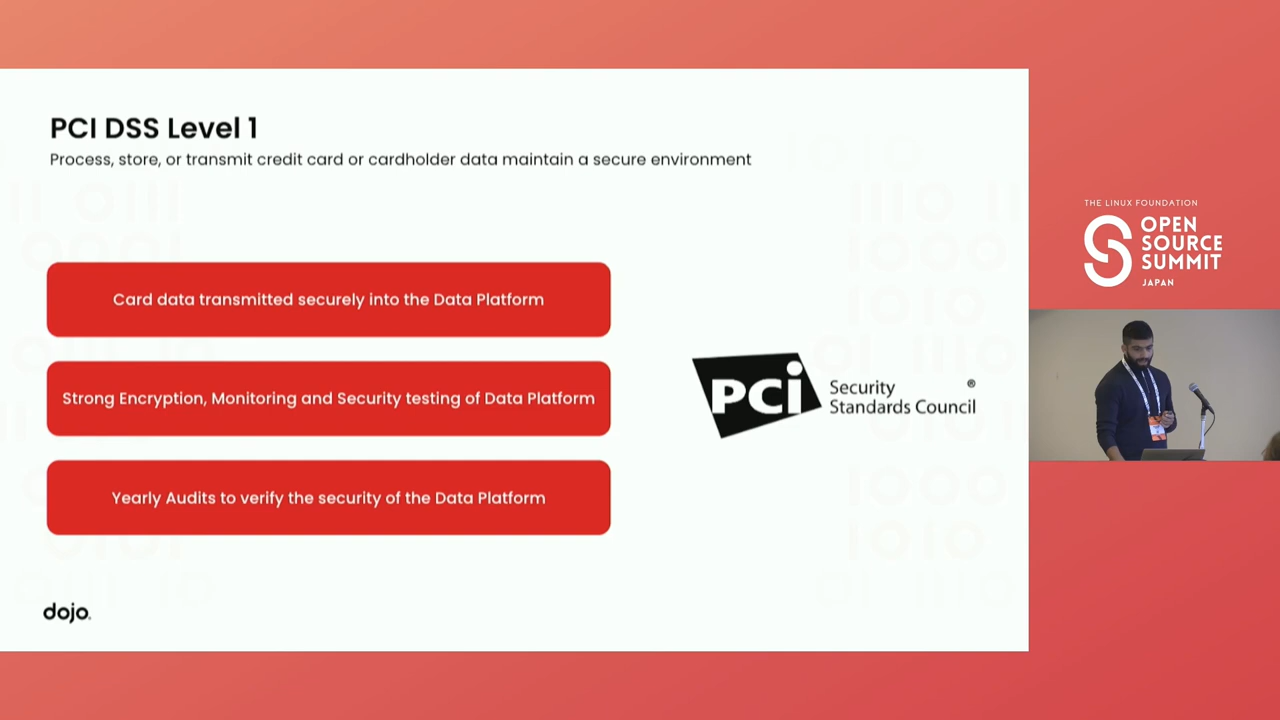 PCI DSS Level 1
Process, store, or transmit credit card or cardholder data maintain a secure environment
Card data transmitted securely into the Data Platform
Strong Encryption, Monitoring and Security testing of Data Platform
Yearly Audits to verify the security of the Data Platform
PCi
Security ®
Standards Council
dojo.
THE LINUX FOUNDATION
OPEN
SOURCE
SUMMIT
JAPAN